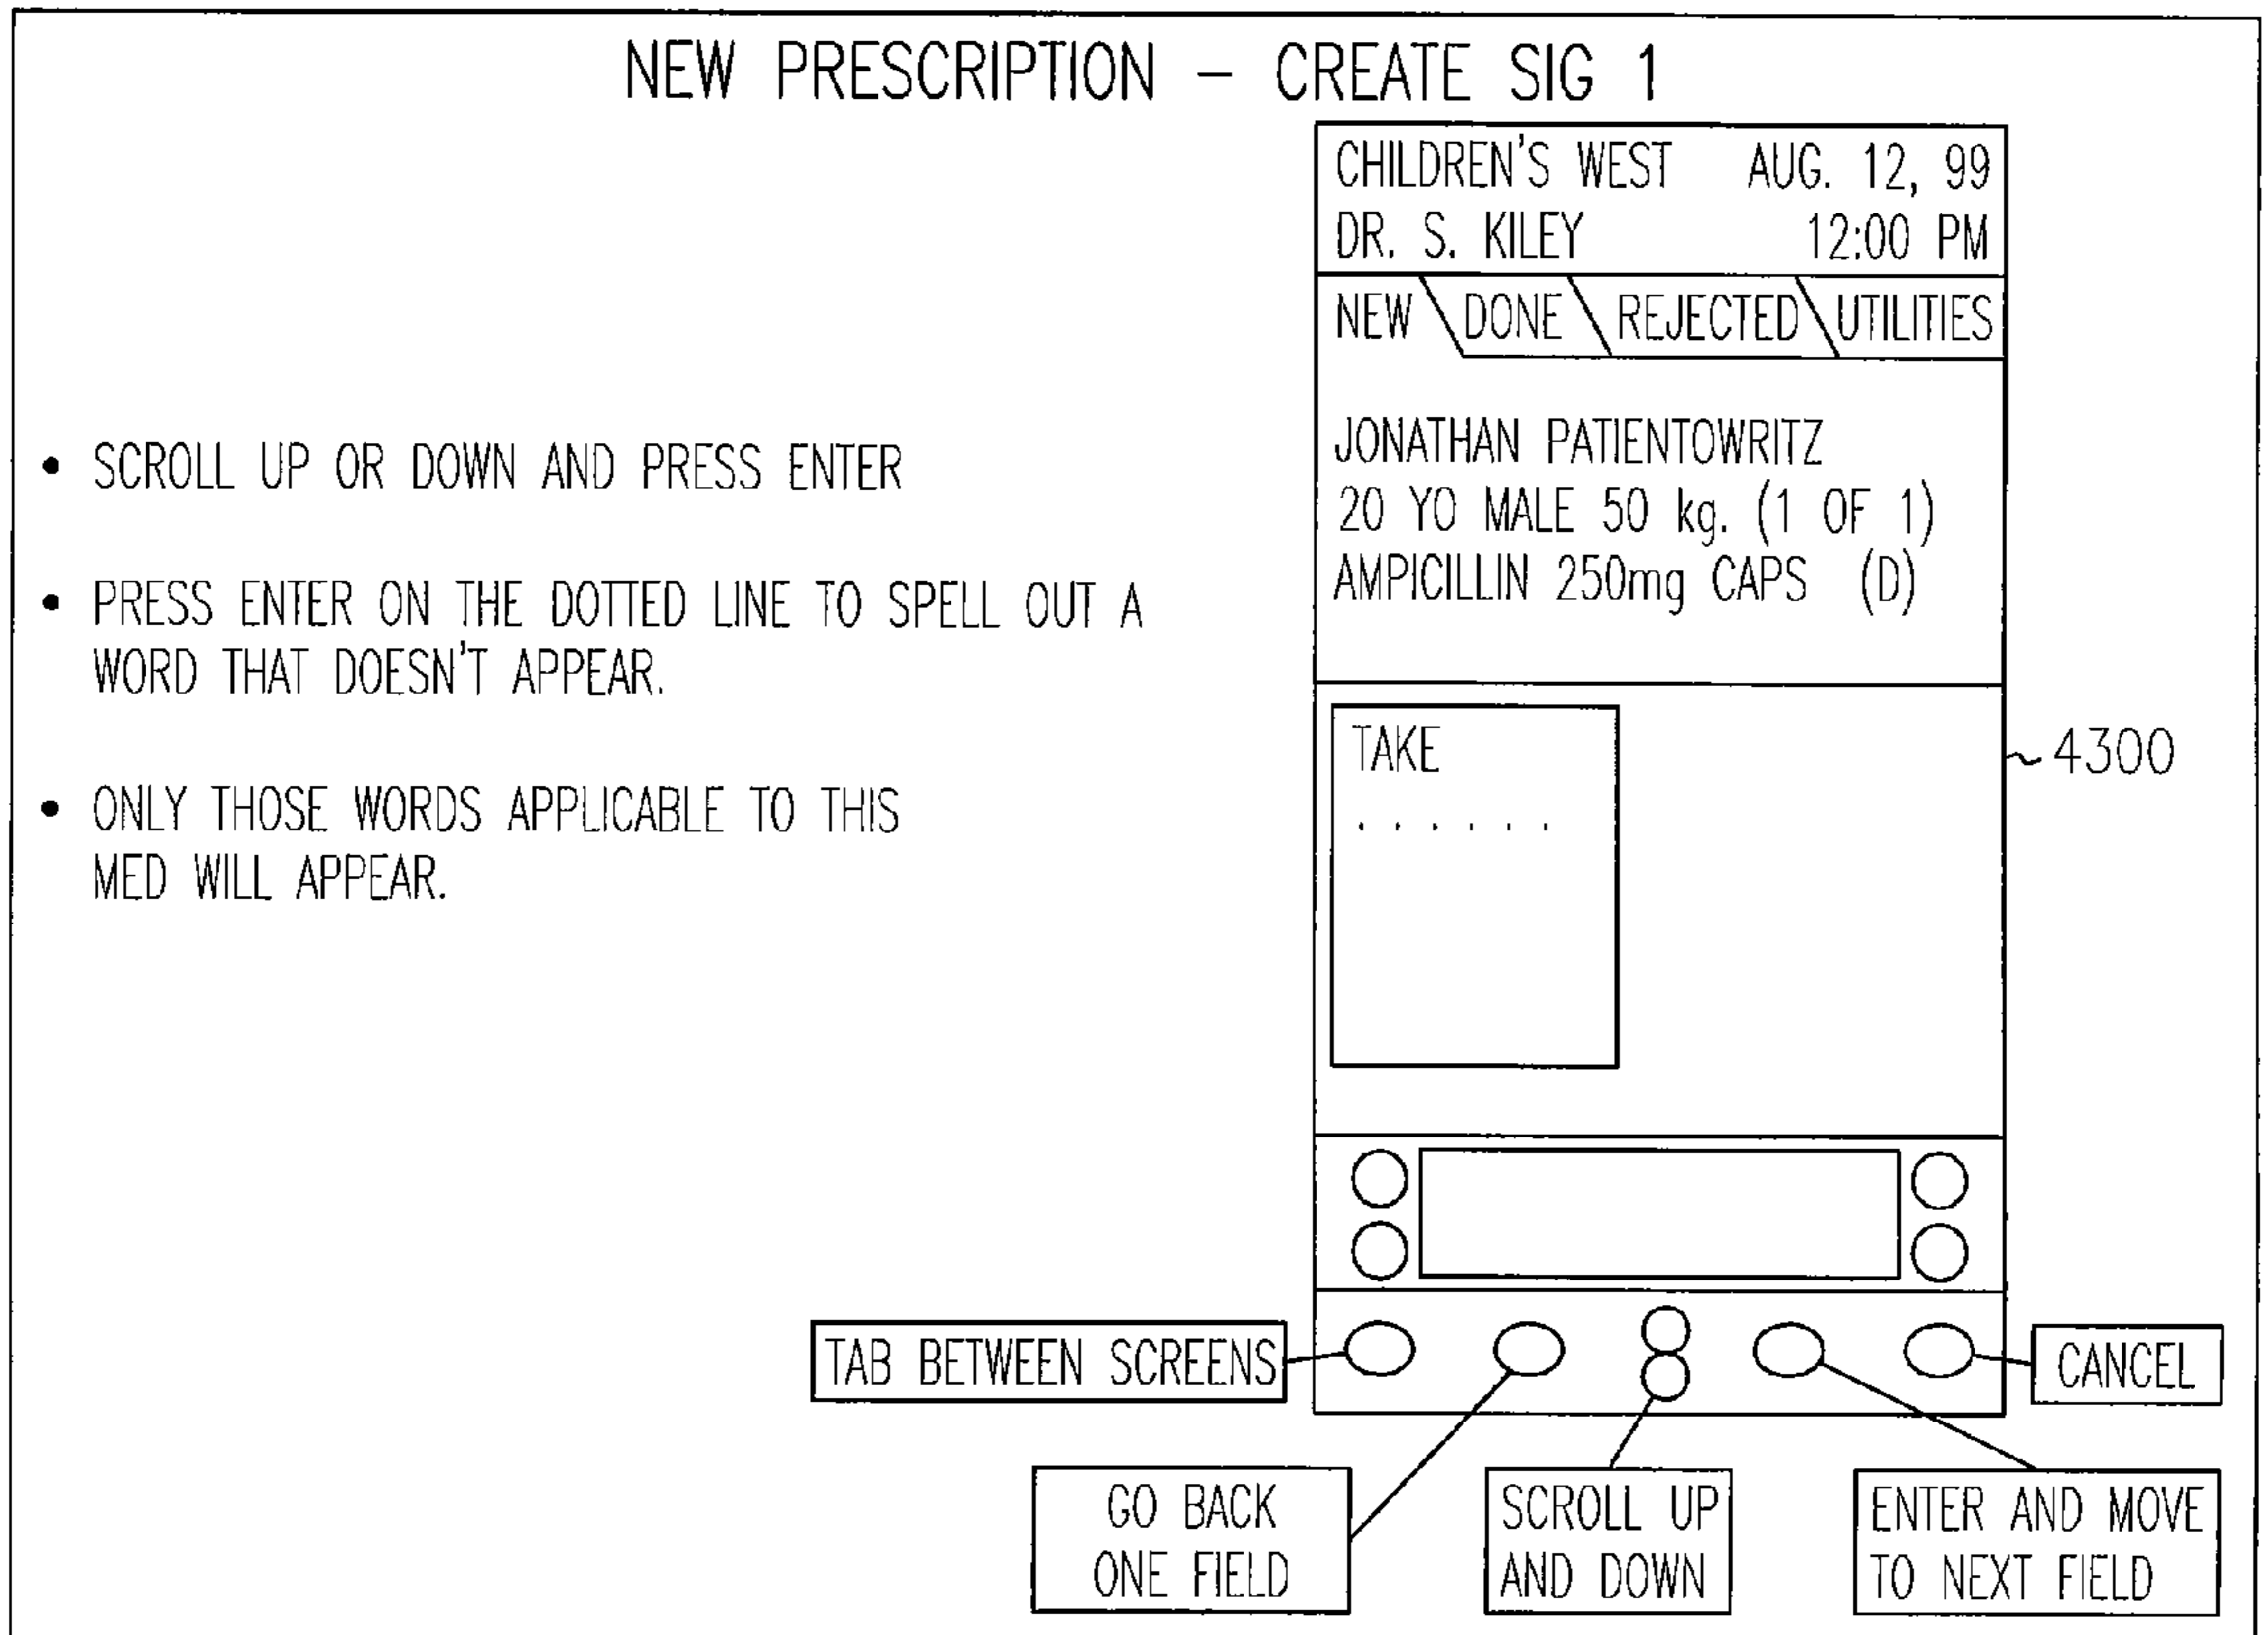 NEW PRESCRIPTION – CREATE SIG 1
CHILDREN'S WEST AUG. 12, 99
DR. S. KILEY 12:00 PM
NEW DONE REJECTED UTILITIES
JONATHAN PATIENTOWRITZ
20 YO MALE 50 kg. (1 OF 1)
AMPICILLIN 250mg CAPS (D)
• SCROLL UP OR DOWN AND PRESS ENTER
• PRESS ENTER ON THE DOTTED LINE TO SPELL OUT A
WORD THAT DOESN'T APPEAR.
• ONLY THOSE WORDS APPLICABLE TO THIS
MED WILL APPEAR.
TAKE
. . . . . .
4300
TAB BETWEEN SCREENS
CANCEL
GO BACK
ONE FIELD
SCROLL UP
AND DOWN
ENTER AND MOVE
TO NEXT FIELD